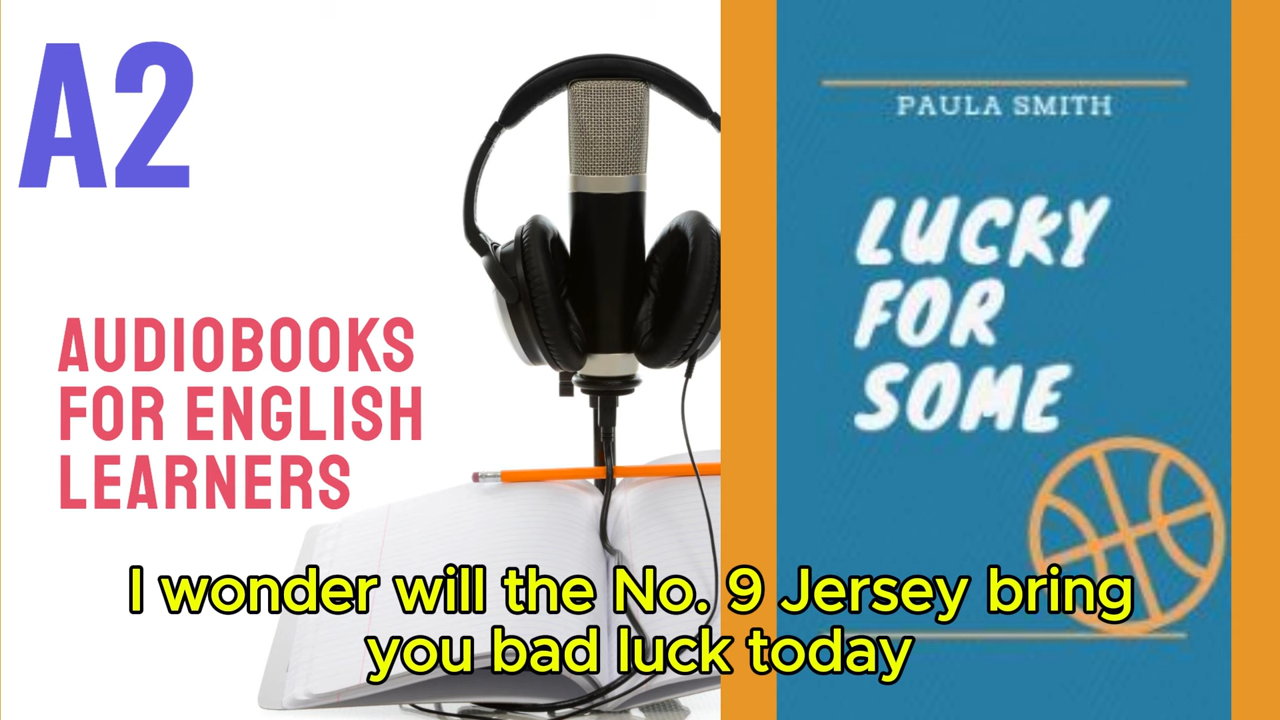 A2
AUDIOBOOKS
FOR ENGLISH
LEARNERS
PAULA SMITH
LUCKY
FOR
SOME
I wonder will the No. 9 Jersey bring
you bad luck today